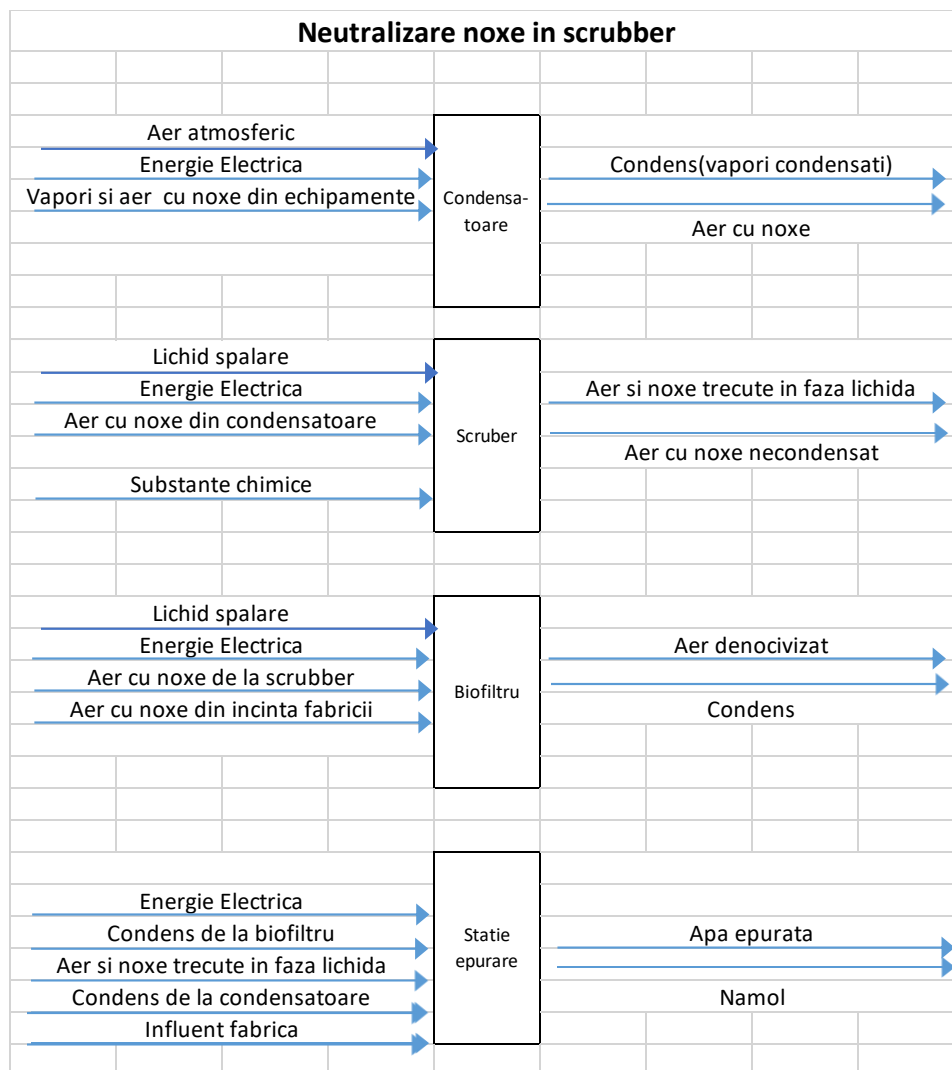 Neutralizare noxe in scrubber
Aer atmosferic
Energie Electrica
Vapori si aer cu noxe din echipamente
Condensa-
toare
Condens(vapori condensati)
Aer cu noxe
Lichid spalare
Energie Electrica
Aer cu noxe din condensatoare
Substante chimice
Scruber
Aer si noxe trecute in faza lichida
Aer cu noxe necondensat
Lichid spalare
Energie Electrica
Aer cu noxe de la scrubber
Aer cu noxe din incinta fabricii
Biofiltru
Aer denocivizat
Condens
Energie Electrica
Condens de la biofiltru
Aer si noxe trecute in faza lichida
Condens de la condensatoare
Influent fabrica
Statie
epurare
Apa epurata
Namol